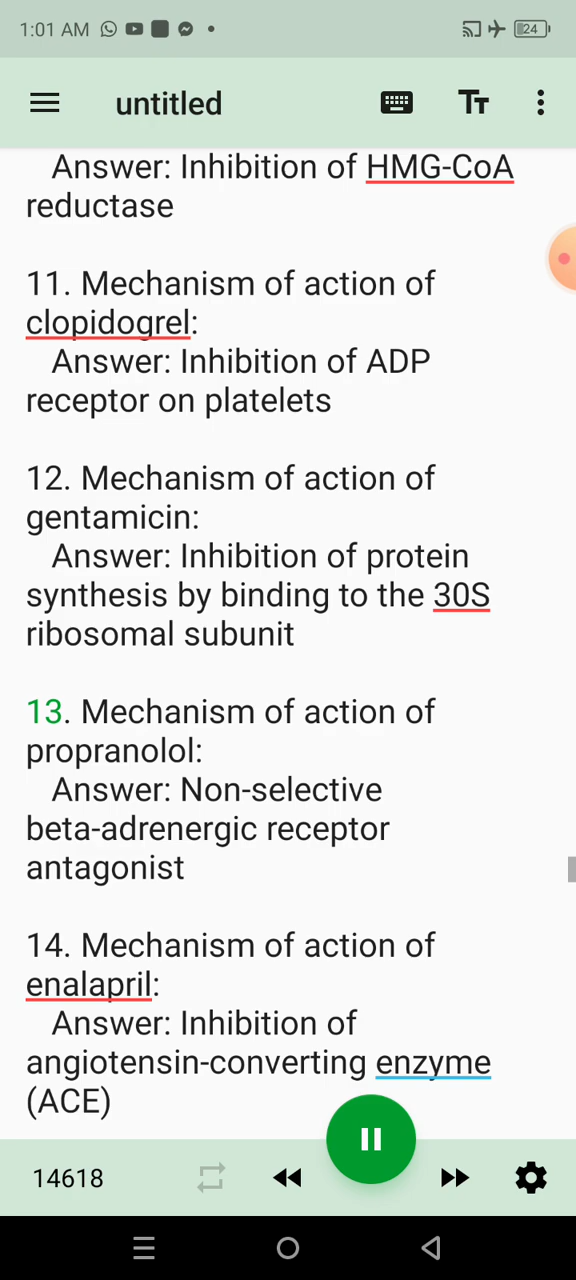 1:01 AM
24
untitled
Answer: Inhibition of HMG-CoA
reductase
11. Mechanism of action of
clopidogrel:
Answer: Inhibition of ADP
receptor on platelets
12. Mechanism of action of
gentamicin:
Answer: Inhibition of protein
synthesis by binding to the 30S
ribosomal subunit
13. Mechanism of action of
propranolol:
Answer: Non-selective
beta-adrenergic receptor
antagonist
14. Mechanism of action of
enalapril:
Answer: Inhibition of
angiotensin-converting enzyme
(ACE)
14618